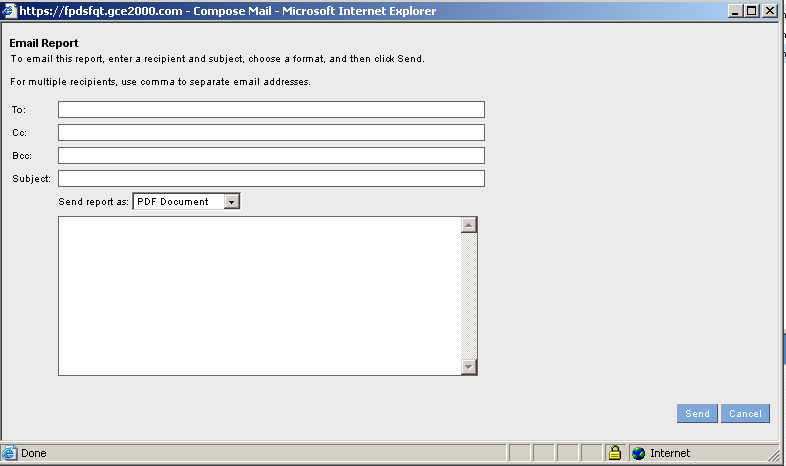 https://fpdsfqt.gce2000.com - Compose Mail - Microsoft Internet Explorer
Email Report
To email this report, enter a recipient and subject, choose a format, and then click Send.
For multiple recipients, use comma to separate email addresses.
To:
Cc:
Bcc:
Subject:
Send report as: PDF Document
Send Cancel
Done Internet